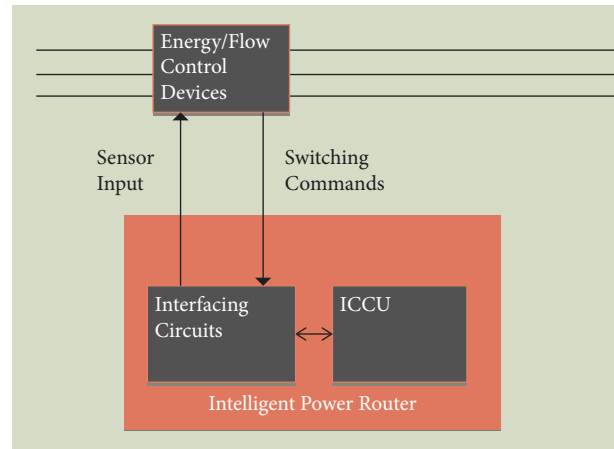 Energy/Flow
Control
Devices
Sensor
Input
Switching
Commands
Interfacing
Circuits
ICCU
Intelligent Power Router